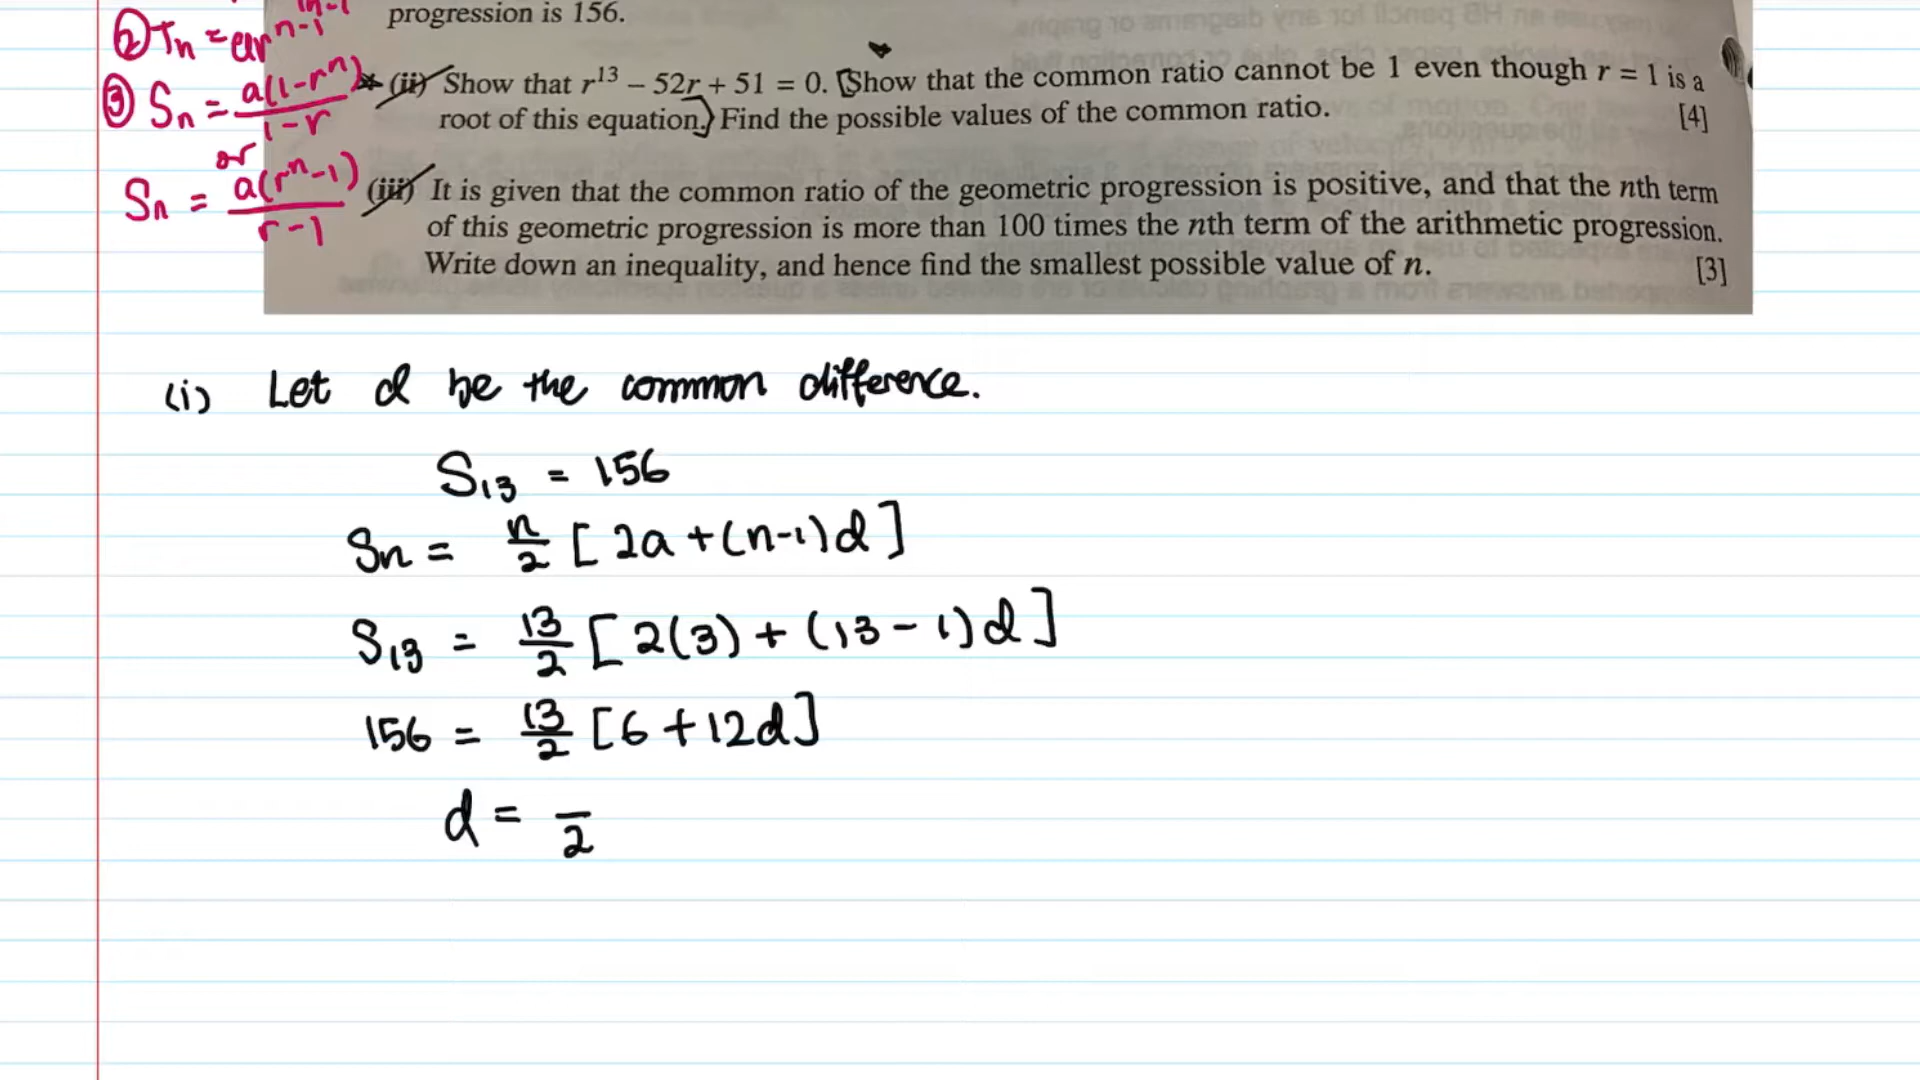 progression is 156.
② Tn = ar^n-1
③ Sn = a(1-r^n) / 1-r
or
Sn = a(r^n-1) / r-1
(ii) Show that r^13 – 52r + 51 = 0. [Show that the common ratio cannot be 1 even though r = 1 is a
root of this equation.] Find the possible values of the common ratio. [4]
(iii) It is given that the common ratio of the geometric progression is positive, and that the nth term
of this geometric progression is more than 100 times the nth term of the arithmetic progression.
Write down an inequality, and hence find the smallest possible value of n. [3]
(i) Let d be the common difference.
S13 = 156
Sn = n/2 [2a + (n-1)d]
S13 = 13/2 [2(3) + (13-1)d]
156 = 13/2 [6 + 12d]
d = /2